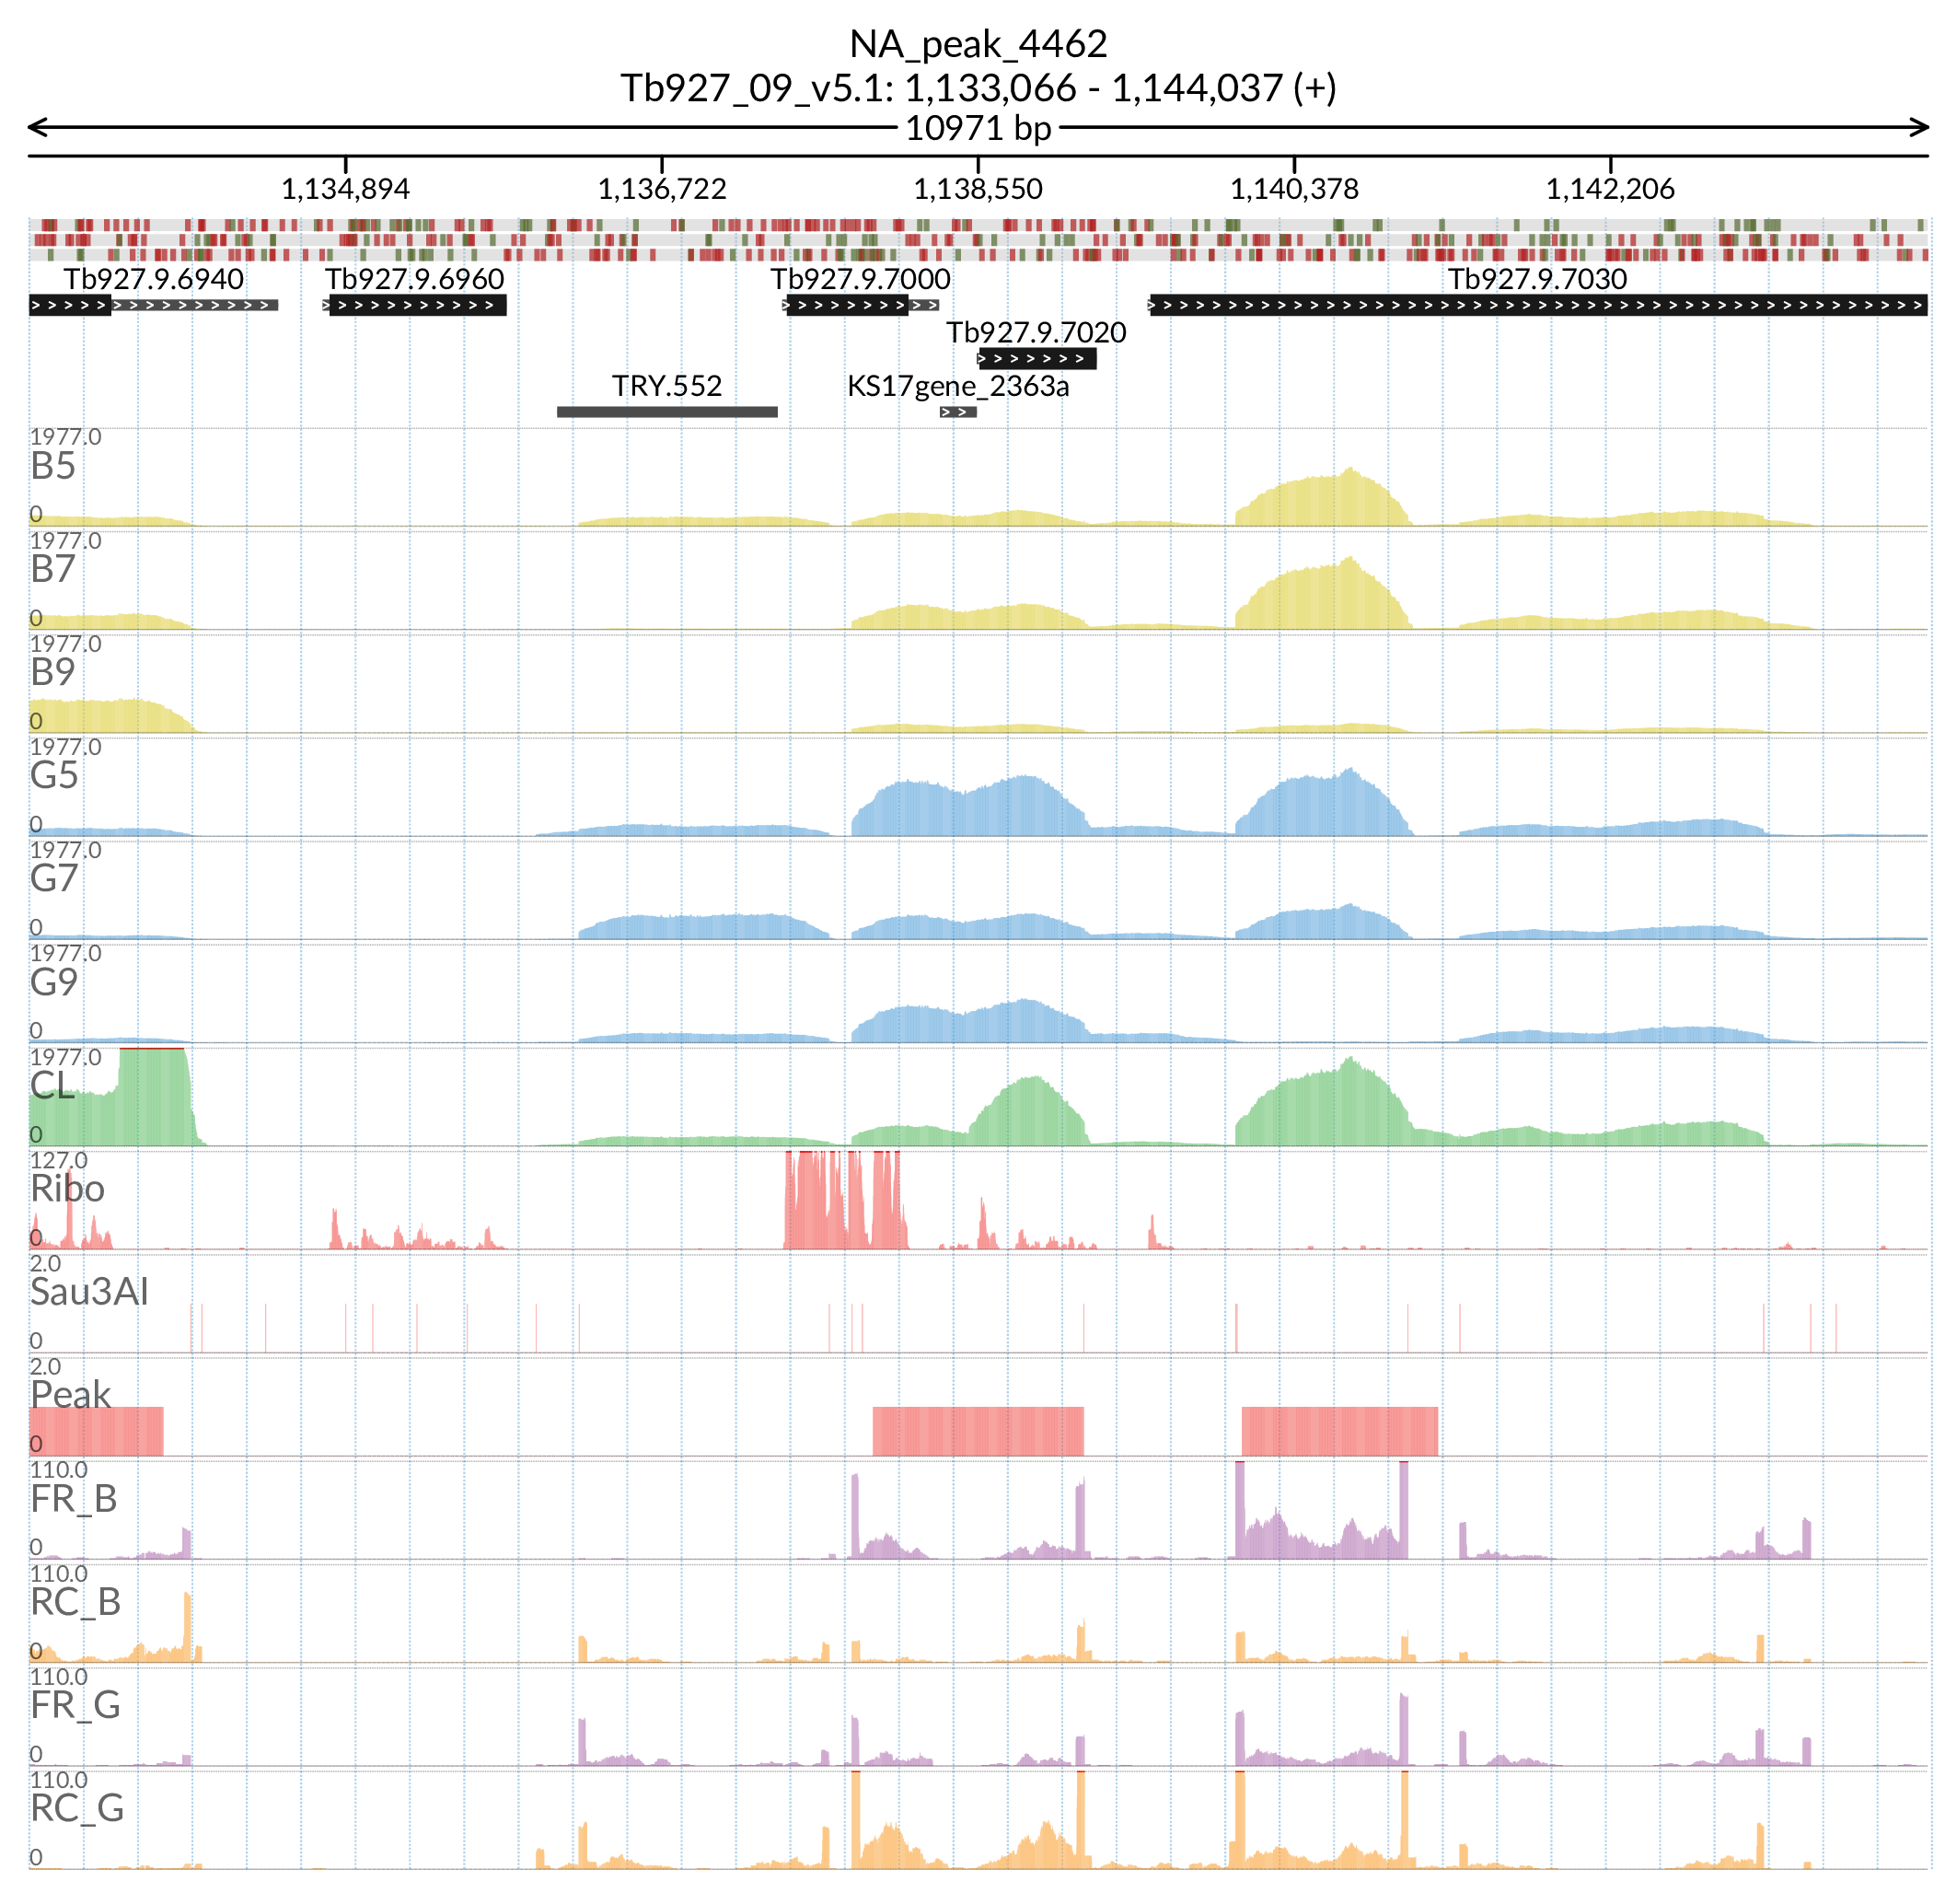 NA_peak_4462
Tb927_09_v5.1: 1,133,066 - 1,144,037 (+)
10971 bp
1,134,894 1,136,722 1,138,550 1,140,378 1,142,206
Tb927.9.6940 Tb927.9.6960 Tb927.9.7000 Tb927.9.7030
Tb927.9.7020
TRY.552 KS17gene_2363a
1977.0
B5
0
1977.0
B7
0
1977.0
B9
0
1977.0
G5
0
1977.0
G7
0
1977.0
G9
0
1977.0
CL
0
127.0
Ribo
0
2.0
Sau3AI
0
2.0
Peak
0
110.0
FR_B
0
110.0
RC_B
0
110.0
FR_G
0
110.0
RC_G
0